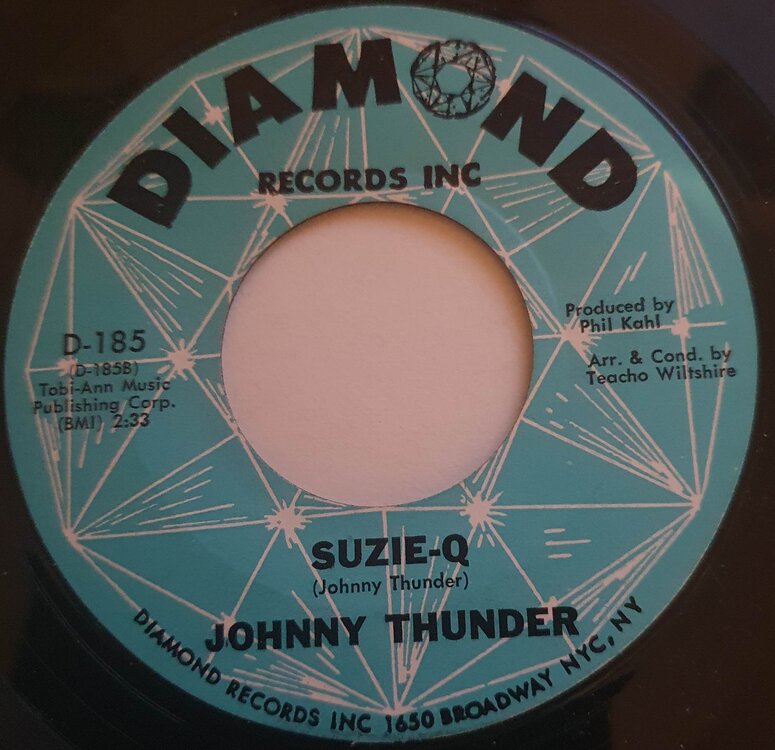 DIAMOND
RECORDS INC
D-185
(D-185B)
Tobi-Ann Music
Publishing Corp.
(BMI) 2:33
Produced by
Phil Kahl
Arr. & Cond. by
Teacho Wiltshire
SUZIE-Q
(Johnny Thunder)
JOHNNY THUNDER
DIAMOND RECORDS INC 1650 BROADWAY NYC, NY